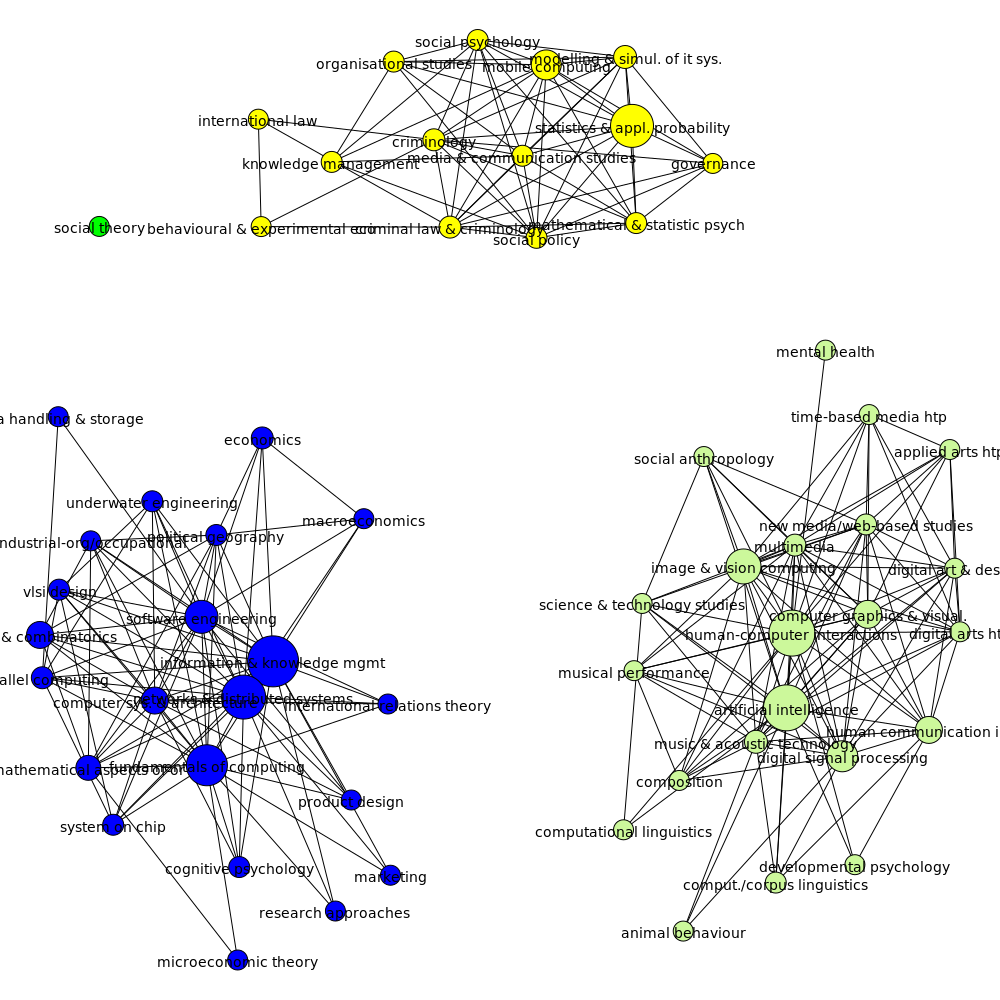 social psychology
organisational studies
modelling & simul. of it sys.
mobile computing
international law
statistics & appl. probability
criminology
media & communication studies
knowledge management
governance
social theory
behavioural & experimental eco
criminal law & criminology
mathematical & statistic psych
social policy
mental health
a handling & storage
time-based media htp
economics
applied arts htp
social anthropology
underwater engineering
macroeconomics
new media/web-based studies
industrial-org/occupational
political geography
multimedia
image & vision computing
digital art & des
vlsi design
science & technology studies
software engineering
computer graphics & visual.
& combinatorics
human-computer interactions
digital arts ht
information & knowledge mgmt
musical performance
allel computing
networks & distributed systems
computer sys. & architecture
international relations theory
artificial intelligence
human communication i
music & acoustic technology
digital signal processing
mathematical aspects of
fundamentals of computing
composition
product design
system on chip
computational linguistics
cognitive psychology
developmental psychology
marketing
comput./corpus linguistics
research approaches
animal behaviour
microeconomic theory